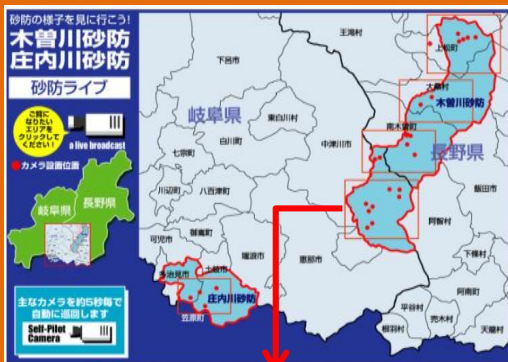 砂防の様子を見に行こう!
木曽川砂防
庄内川砂防
砂防ライブ
ご覧に
なりたい
エリアを
クリックして
ください!
a live broadcast
●カメラ設置位置
岐阜県
長野県
主なカメラを約5秒毎で
自動に巡回します
Self-Pilot
Camera
王滝村
上松町
下呂市
大桑村
木曽川砂防
岐阜県
東白川村
南木曽町
白川町
中津川市
長野県
七宗町
川辺町
八百津町
飯田市
阿智村
御嵩町
可児市
瑞浪市
恵那市
下條村
多治見市
土岐市
阿南町
庄内川砂防
平谷村
売木村
笠原町
根羽村
天龍村